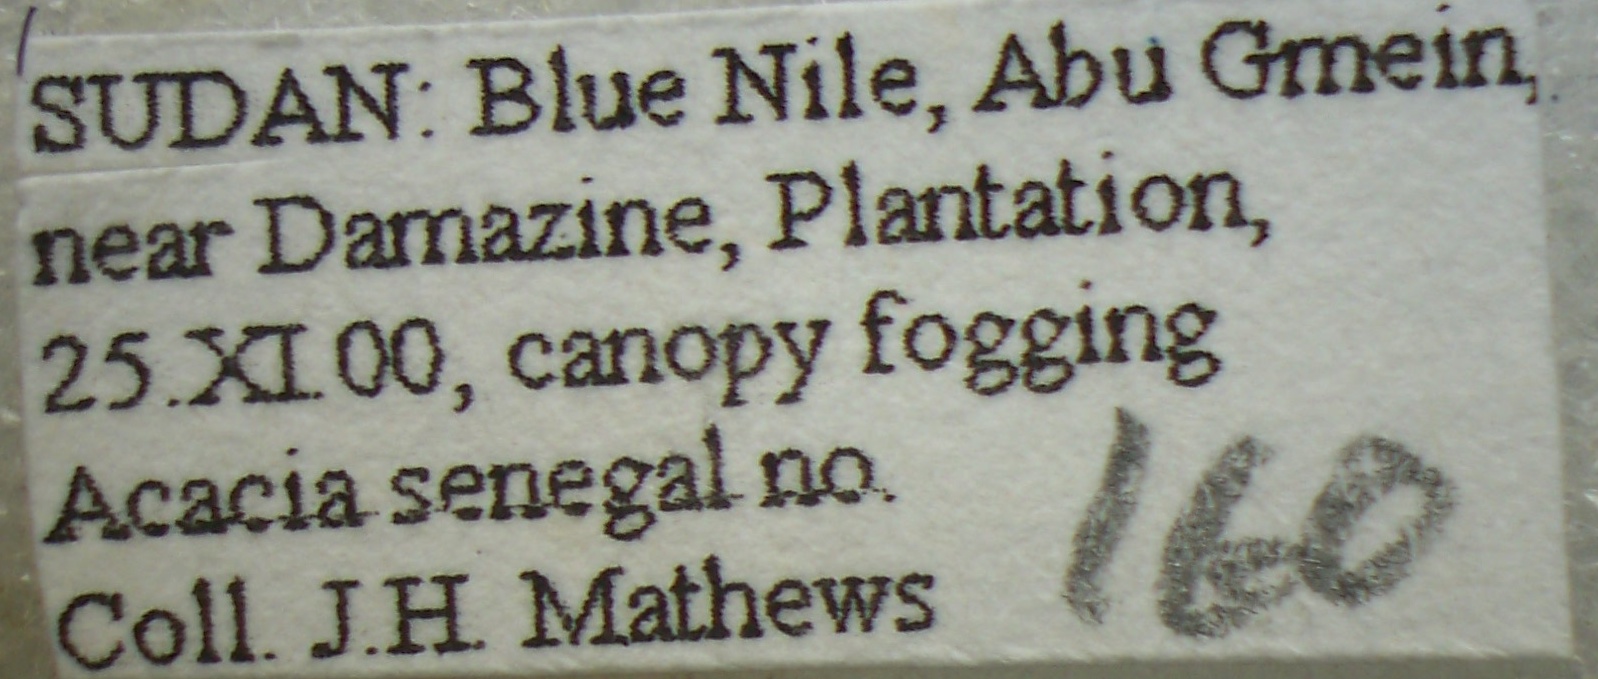 SUDAN: Blue Nile, Abu Gmein,
near Damazine, Plantation,
25.XI.00, canopy fogging
Acacia senegal no. 160
Coll. J.H. Mathews